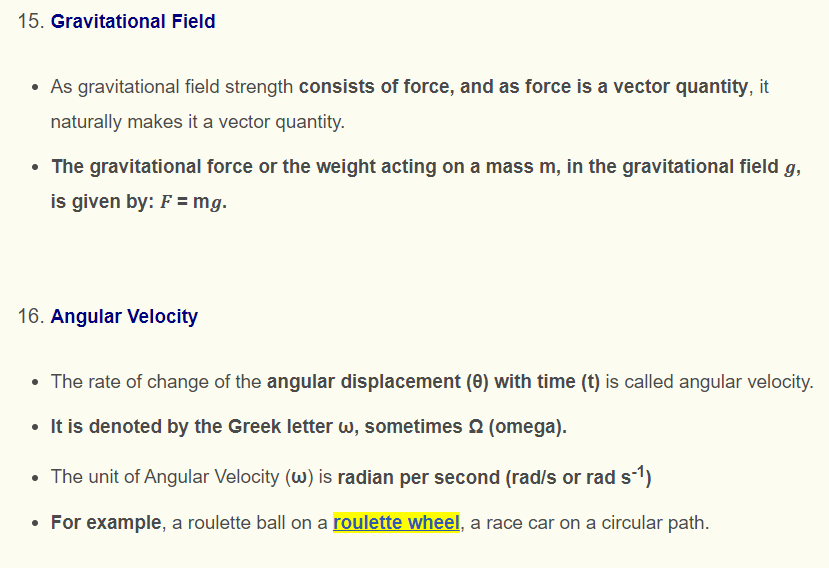 15. Gravitational Field
• As gravitational field strength consists of force, and as force is a vector quantity, it
naturally makes it a vector quantity.
• The gravitational force or the weight acting on a mass m, in the gravitational field g,
is given by: F = mg.
16. Angular Velocity
• The rate of change of the angular displacement (θ) with time (t) is called angular velocity.
• It is denoted by the Greek letter ω, sometimes Ω (omega).
• The unit of Angular Velocity (ω) is radian per second (rad/s or rad s⁻¹)
• For example, a roulette ball on a roulette wheel, a race car on a circular path.